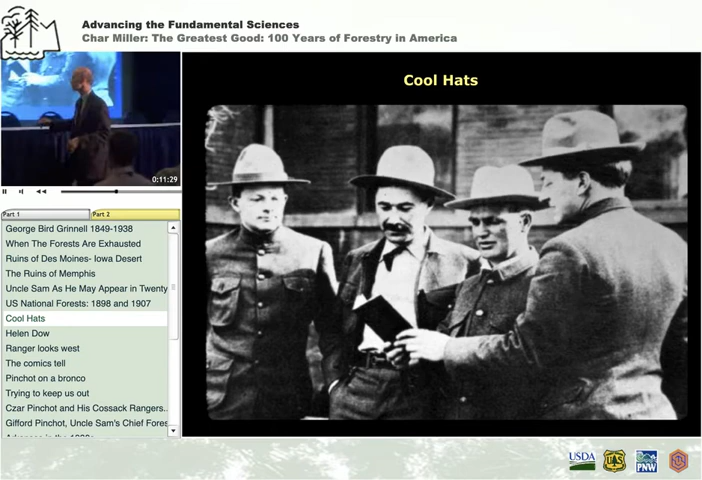 Advancing the Fundamental Sciences
Char Miller: The Greatest Good: 100 Years of Forestry in America
Cool Hats
0:11:29
Part 1
Part 2
George Bird Grinnell 1849-1938
When The Forests Are Exhausted
Ruins of Des Moines- Iowa Desert
The Ruins of Memphis
Uncle Sam As He May Appear in Twenty
US National Forests: 1898 and 1907
Cool Hats
Helen Dow
Ranger looks west
The comics tell
Pinchot on a bronco
Trying to keep us out
Czar Pinchot and His Cossack Rangers..
Gifford Pinchot, Uncle Sam's Chief Fores
USDA
UAS
PNW